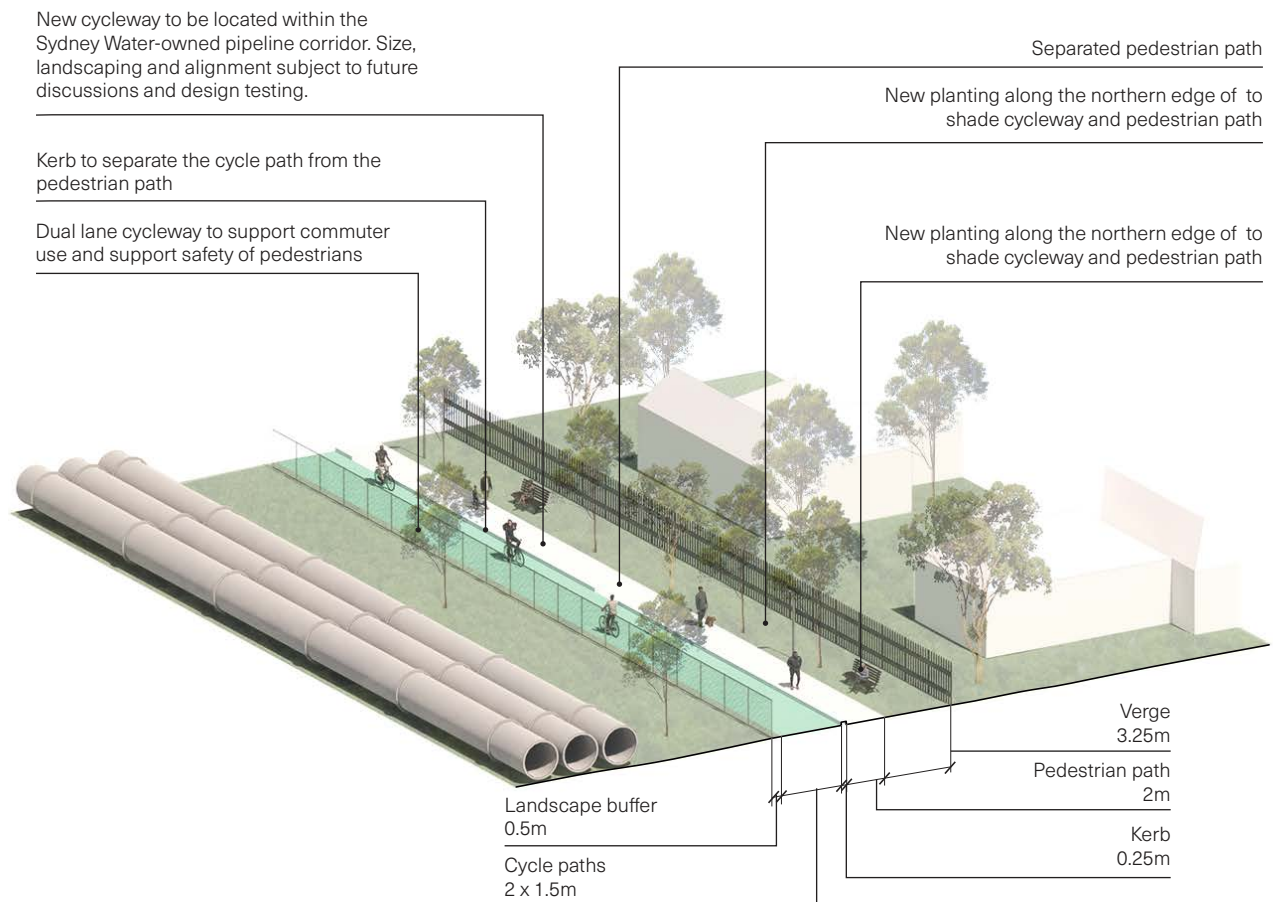 New cycleway to be located within the
Sydney Water-owned pipeline corridor. Size,
landscaping and alignment subject to future
discussions and design testing.
Kerb to separate the cycle path from the
pedestrian path
Dual lane cycleway to support commuter
use and support safety of pedestrians
Separated pedestrian path
New planting along the northern edge of to
shade cycleway and pedestrian path
New planting along the northern edge of to
shade cycleway and pedestrian path
Verge
3.25m
Pedestrian path
2m
Kerb
0.25m
Landscape buffer
0.5m
Cycle paths
2 x 1.5m